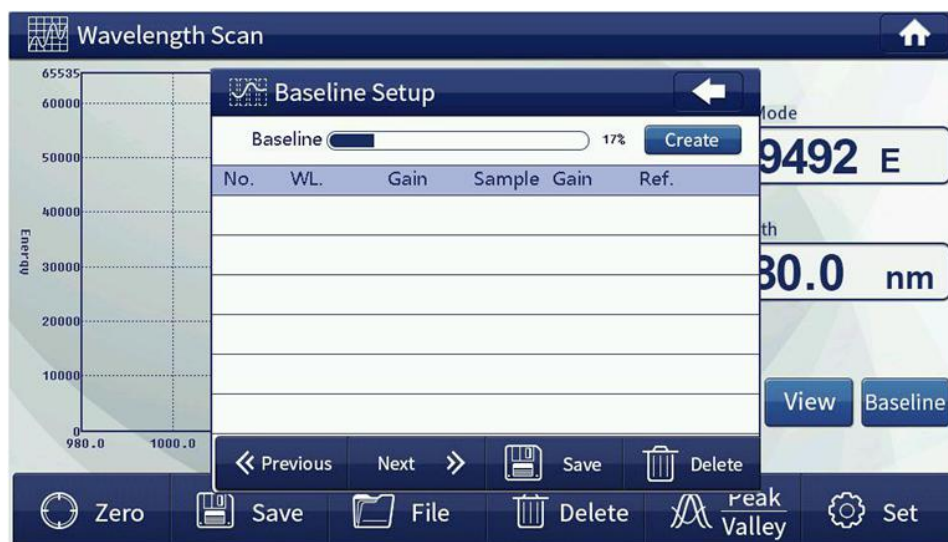 Wavelength Scan
65535
60000
50000
40000
30000
20000
10000
0
Energy
980.0 1000.0
Baseline Setup
Baseline 17% Create
No. WL. Gain Sample Gain Ref.
Previous Next Save Delete
Mode
9492 E
th
80.0 nm
View Baseline
Zero Save File Delete Peak
Valley Set